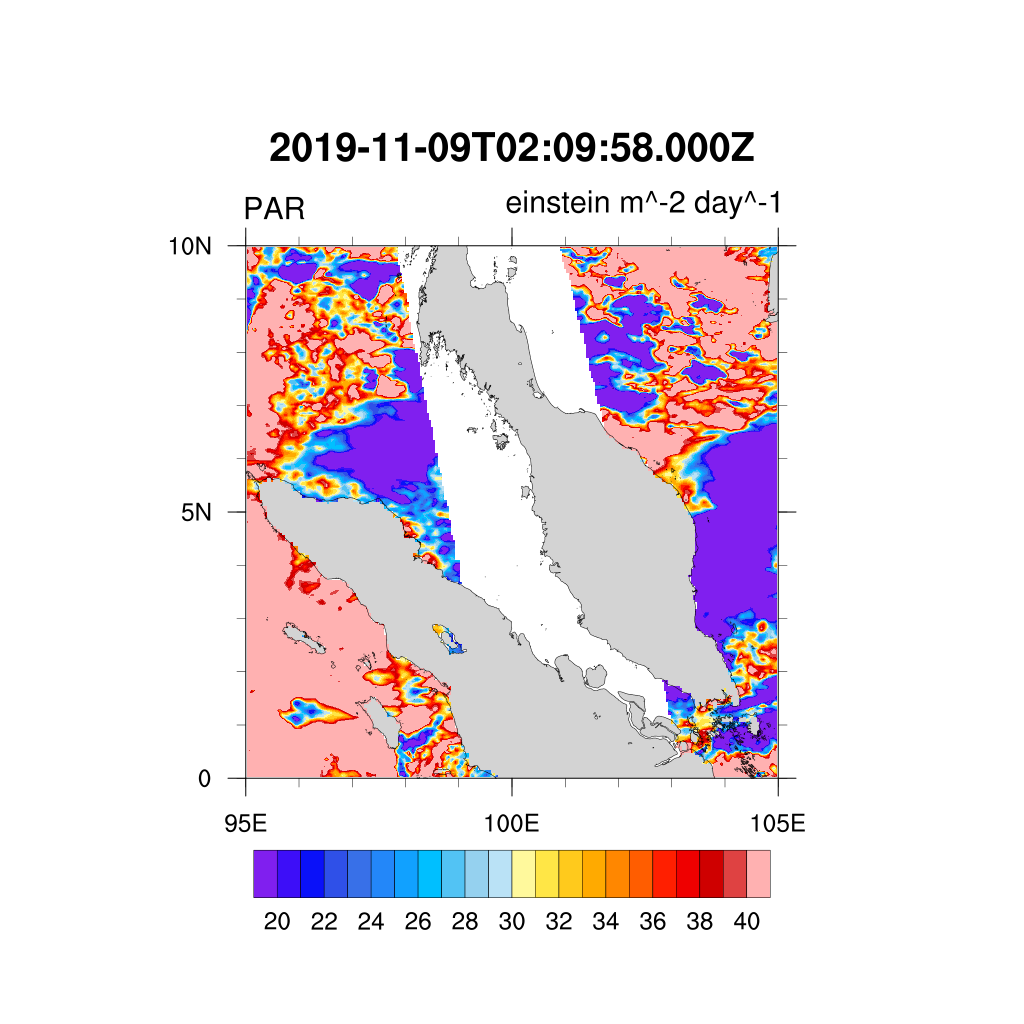 2019-11-09T02:09:58.000Z
PAR einstein m^-2 day^-1
10N
5N
0
95E 100E 105E
20 22 24 26 28 30 32 34 36 38 40